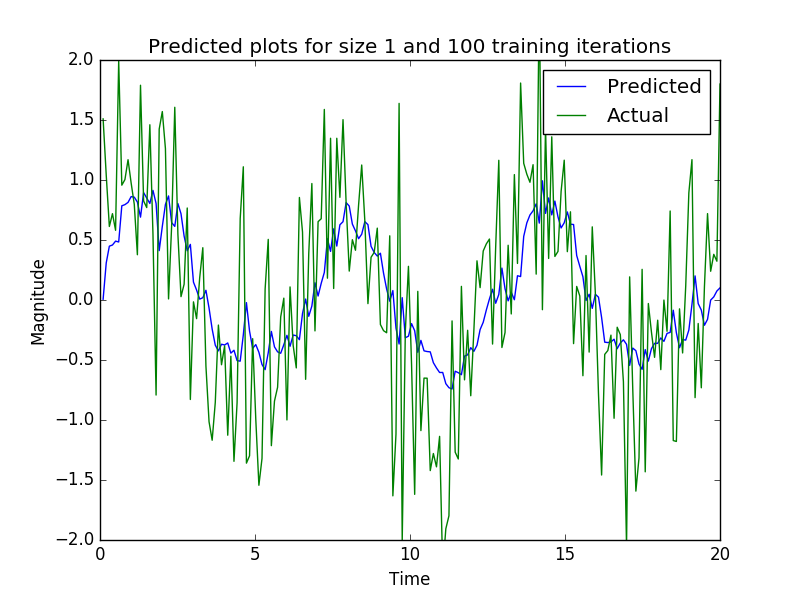 Predicted plots for size 1 and 100 training iterations
Predicted
Actual
Magnitude
2.0
1.5
1.0
0.5
0.0
−0.5
−1.0
−1.5
−2.0
0 5 10 15 20
Time